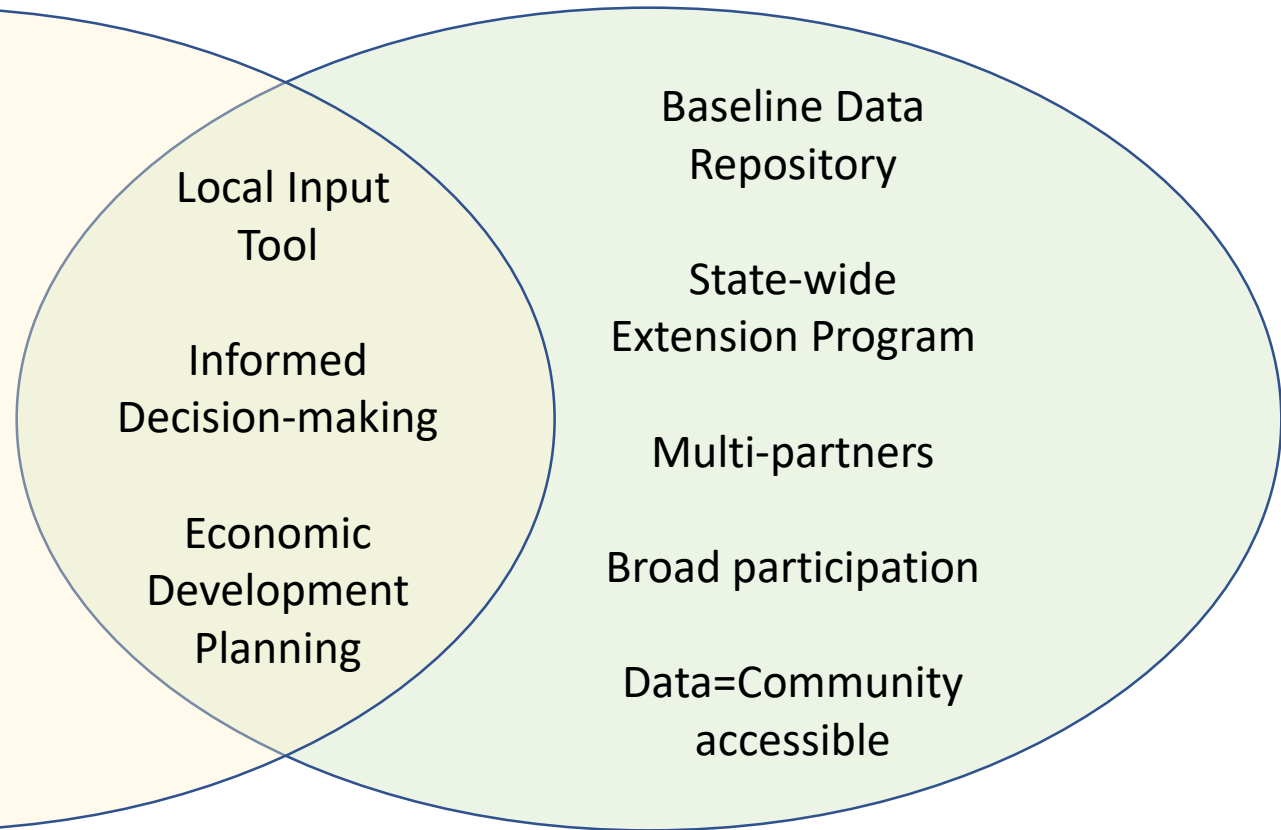 Local Input
Tool
Informed
Decision-making
Economic
Development
Planning
Baseline Data
Repository
State-wide
Extension Program
Multi-partners
Broad participation
Data=Community
accessible